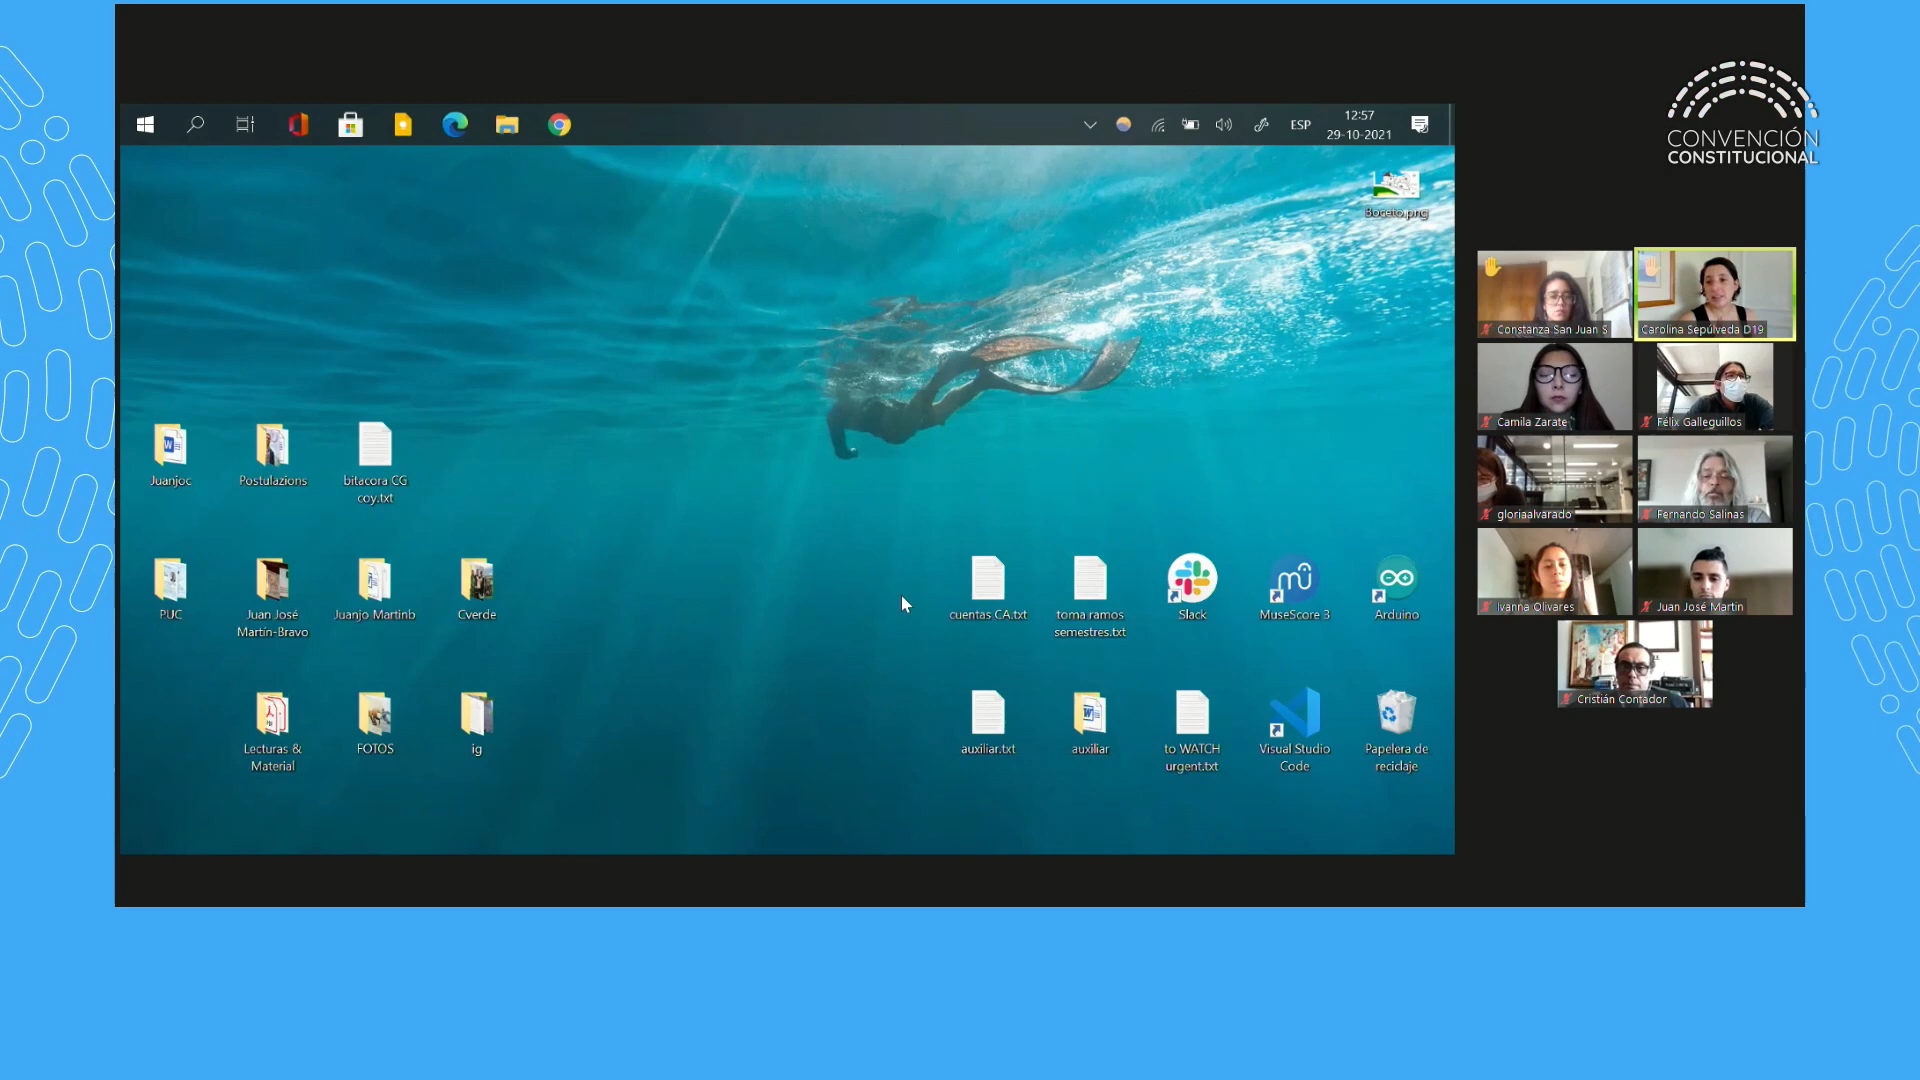 12:57
ESP
29-10-2021
CONVENCIÓN
CONSTITUCIONAL
Boceto.png
Constanza San Juan S
Carolina Sepúlveda D19
Camila Zarate
Félix Galleguillos
gloriaalvarado
Fernando Salinas
Ivanna Olivares
Juan José Martin
Cristián Contador
Juanjoc
Postulazions
bitacora CG
coy.txt
PUC
Juan José
Martín-Bravo
Juanjo Martinb
Cverde
cuentas CA.txt
toma ramos
semestres.txt
Slack
MuseScore 3
Arduino
Lecturas &
Material
FOTOS
ig
auxiliar.txt
auxiliar
to WATCH
urgent.txt
Visual Studio
Code
Papelera de
reciclaje